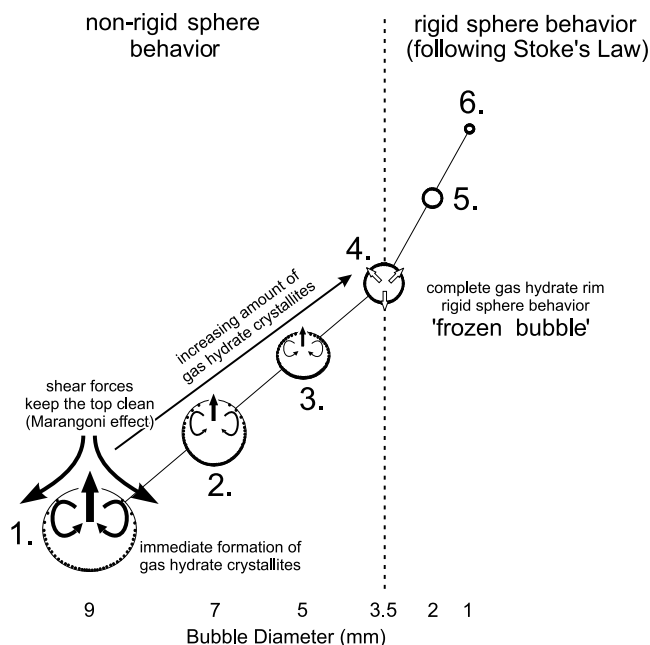 non-rigid sphere
behavior
rigid sphere behavior
(following Stoke's Law)
6.
5.
4.
increasing amount of
gas hydrate crystallites
complete gas hydrate rim
rigid sphere behavior
'frozen bubble'
3.
shear forces
keep the top clean
(Marangoni effect)
2.
1.
immediate formation of
gas hydrate crystallites
9 7 5 3.5 2 1
Bubble Diameter (mm)